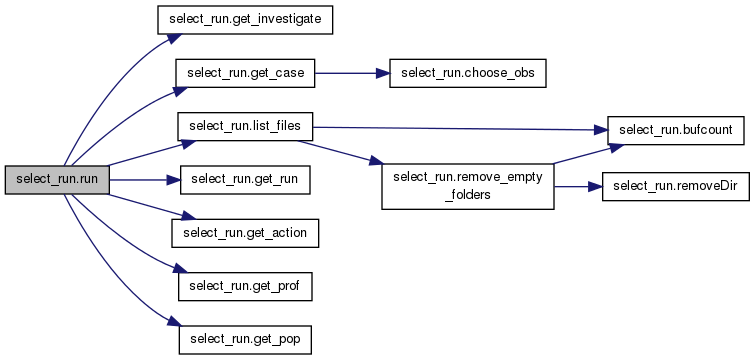 select_run.get_investigate
select_run.get_case
select_run.choose_obs
select_run.list_files
select_run.bufcount
select_run.run
select_run.get_run
select_run.remove_empty
_folders
select_run.removeDir
select_run.get_action
select_run.get_prof
select_run.get_pop